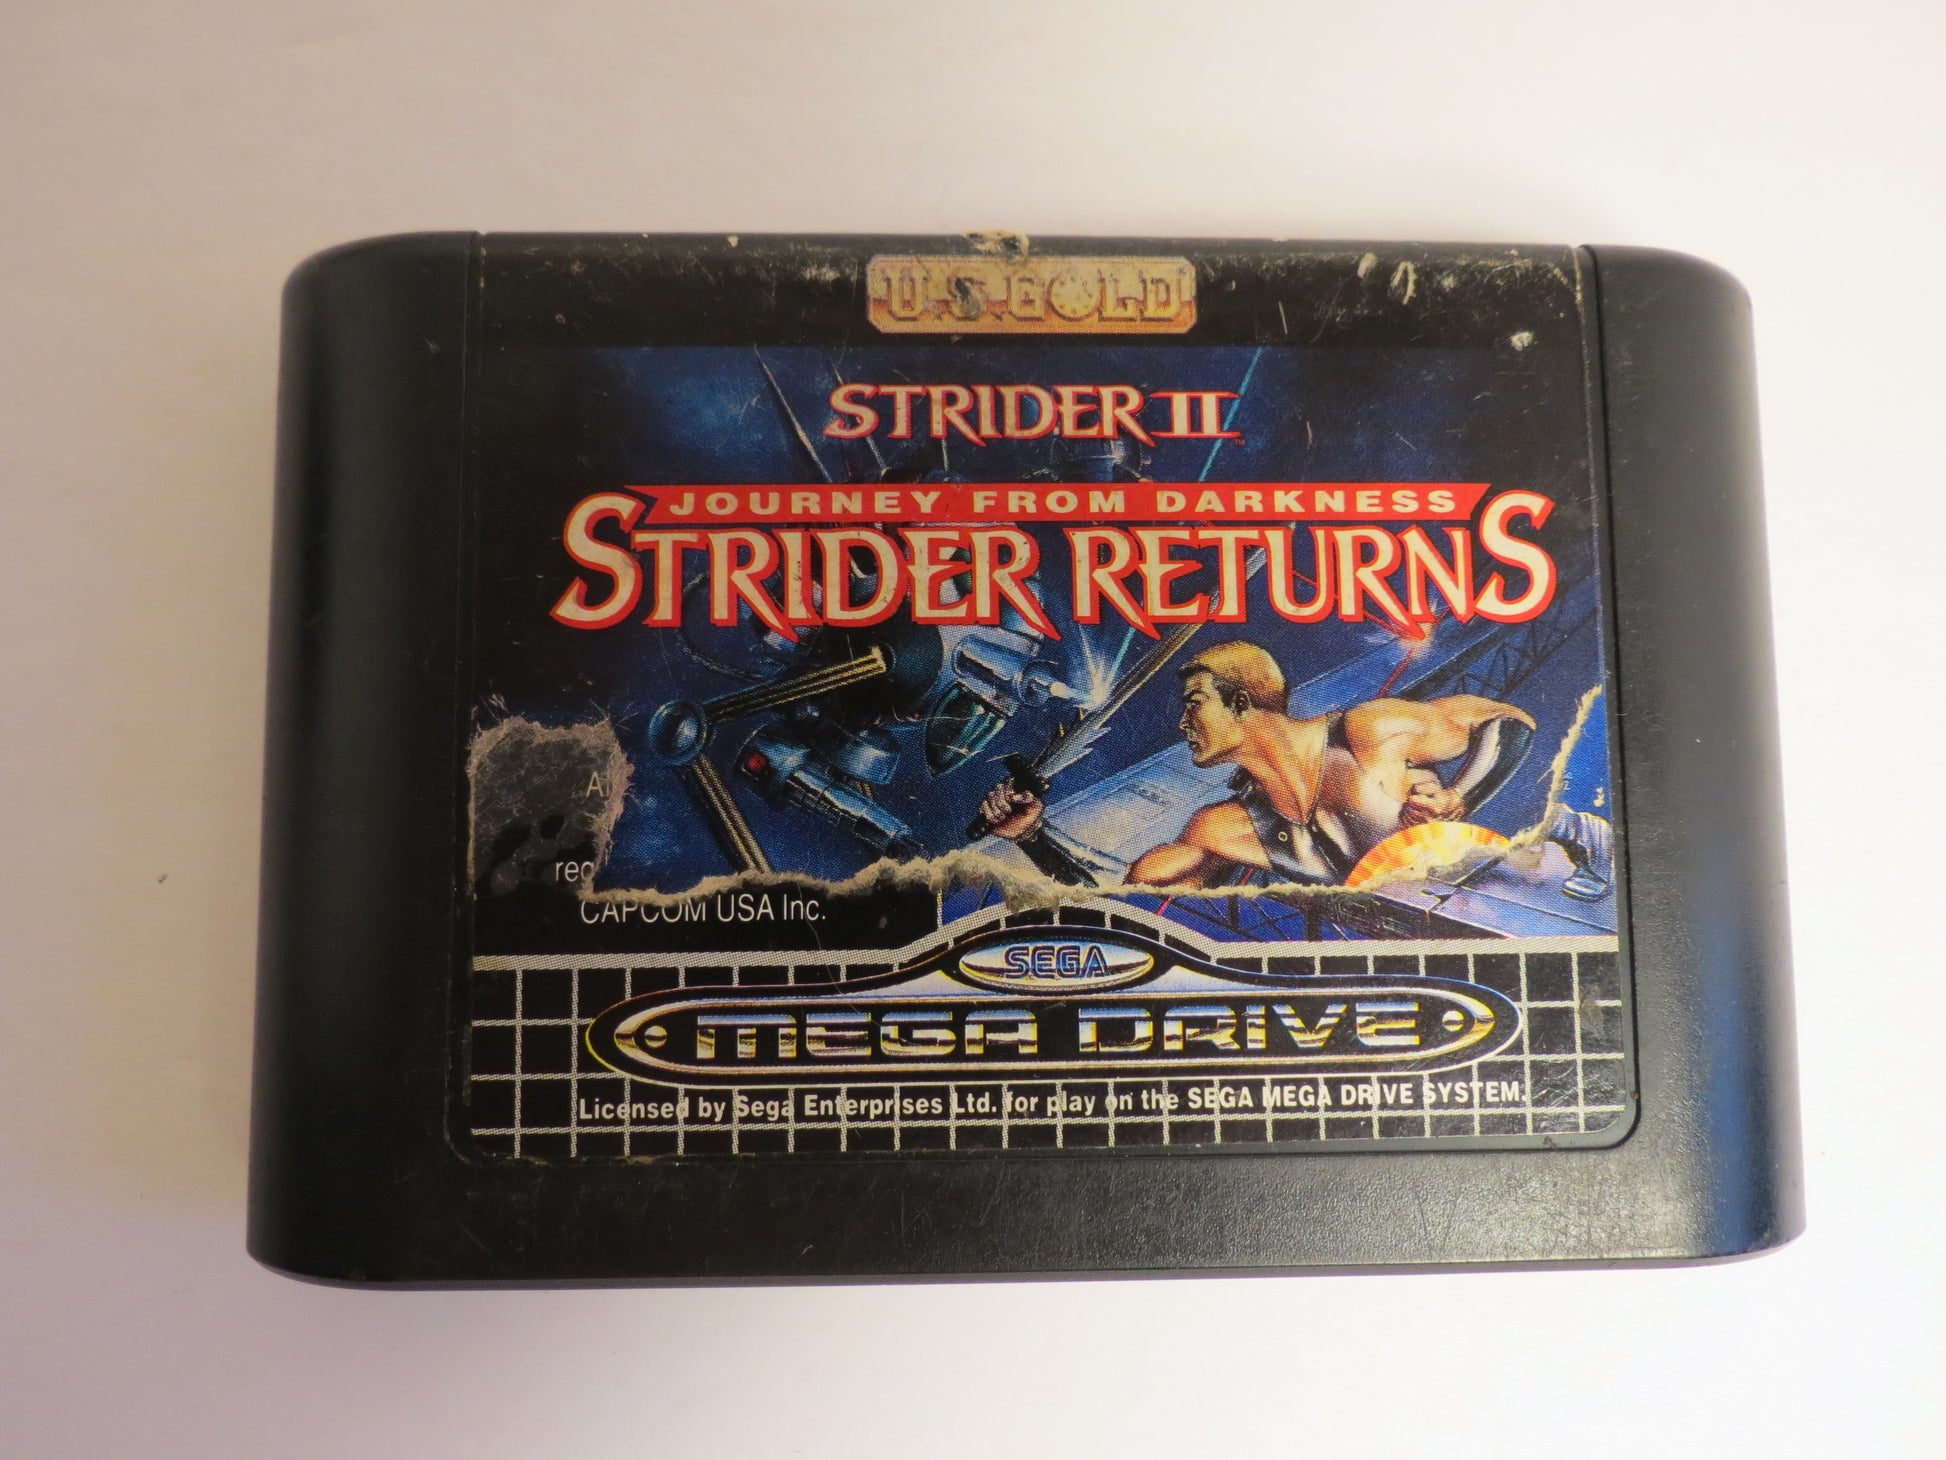 U.S. GOLD
STRIDER II
JOURNEY FROM DARKNESS
STRIDER RETURNS
CAPCOM USA Inc.
SEGA
MEGA DRIVE
Licensed by Sega Enterprises Ltd. for play on the SEGA MEGA DRIVE SYSTEM.